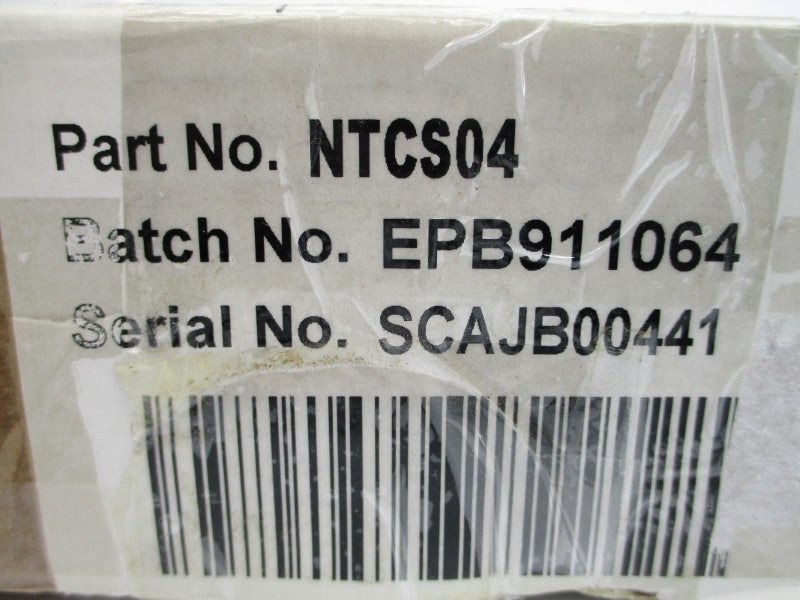 Part No. NTCS04
Batch No. EPB911064
Serial No. SCAJB00441